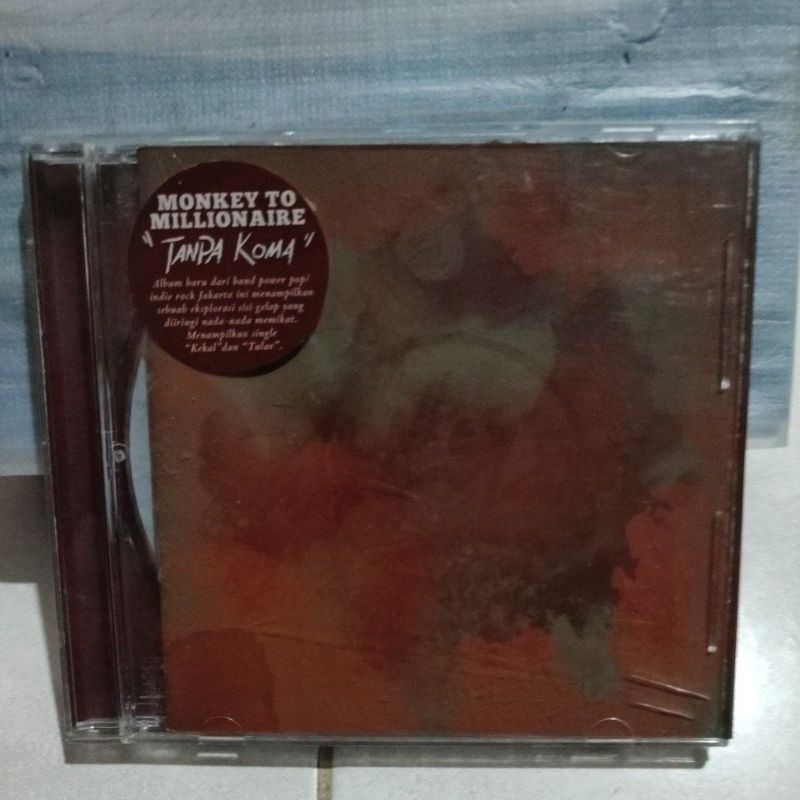 MONKEY TO
MILLIONAIRE
"TANPA KOMA"
Album baru dari band power pop/
indie rock Jakarta ini menampilkan
sebuah eksplorasi sisi gelap yang
diiringi nada-nada memikat.
Menampilkan single
"Kekal" dan "Tular".